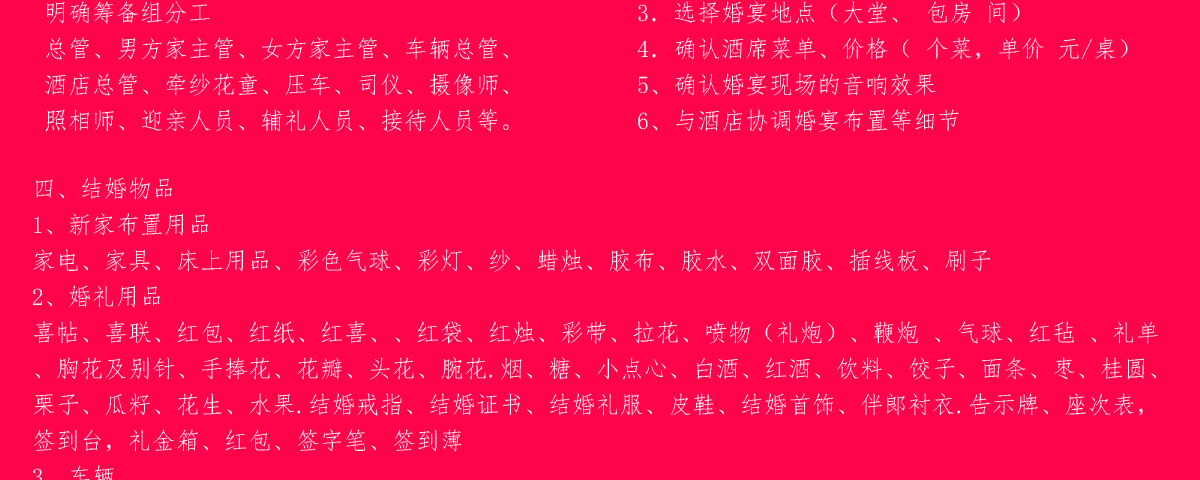 明确筹备组分工
总管、男方家主管、女方家主管、车辆总管、
酒店总管、牵纱花童、压车、司仪、摄像师、
照相师、迎亲人员、辅礼人员、接待人员等。
3．选择婚宴地点（大堂、 包房 间）
4．确认酒席菜单、价格（ 个菜，单价 元/桌）
5、确认婚宴现场的音响效果
6、与酒店协调婚宴布置等细节
四、结婚物品
1、新家布置用品
家电、家具、床上用品、彩色气球、彩灯、纱、蜡烛、胶布、胶水、双面胶、插线板、刷子
2、婚礼用品
喜帖、喜联、红包、红纸、红喜、、红袋、红烛、彩带、拉花、喷物（礼炮）、鞭炮 、气球、红毡 、礼单
、胸花及别针、手捧花、花瓣、头花、腕花.烟、糖、小点心、白酒、红酒、饮料、饺子、面条、枣、桂圆、
栗子、瓜籽、花生、水果.结婚戒指、结婚证书、结婚礼服、皮鞋、结婚首饰、伴郎衬衣.告示牌、座次表，
签到台，礼金箱、红包、签字笔、签到薄
3、车辆